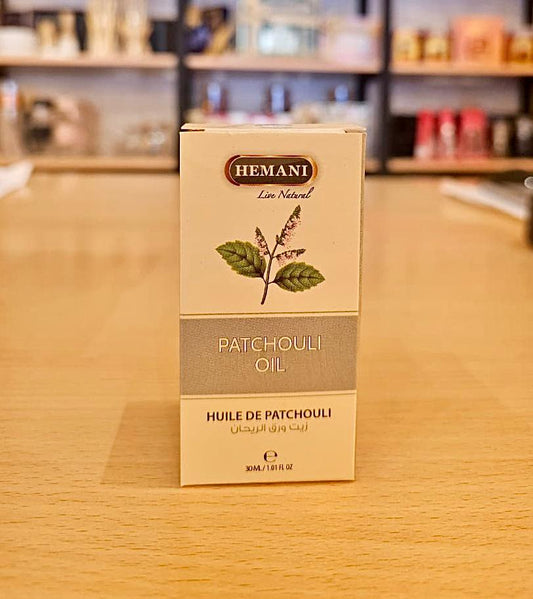 HEMANI
Live Natural
PATCHOULI
OIL
HUILE DE PATCHOULI
زيت ورق الريحان
℮
30 ML / 1.01 FL OZ